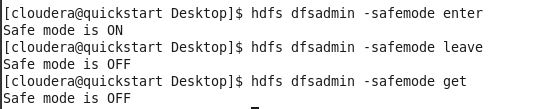 [cloudera@quickstart Desktop]$ hdfs dfsadmin -safemode enter
Safe mode is ON
[cloudera@quickstart Desktop]$ hdfs dfsadmin -safemode leave
Safe mode is OFF
[cloudera@quickstart Desktop]$ hdfs dfsadmin -safemode get
Safe mode is OFF